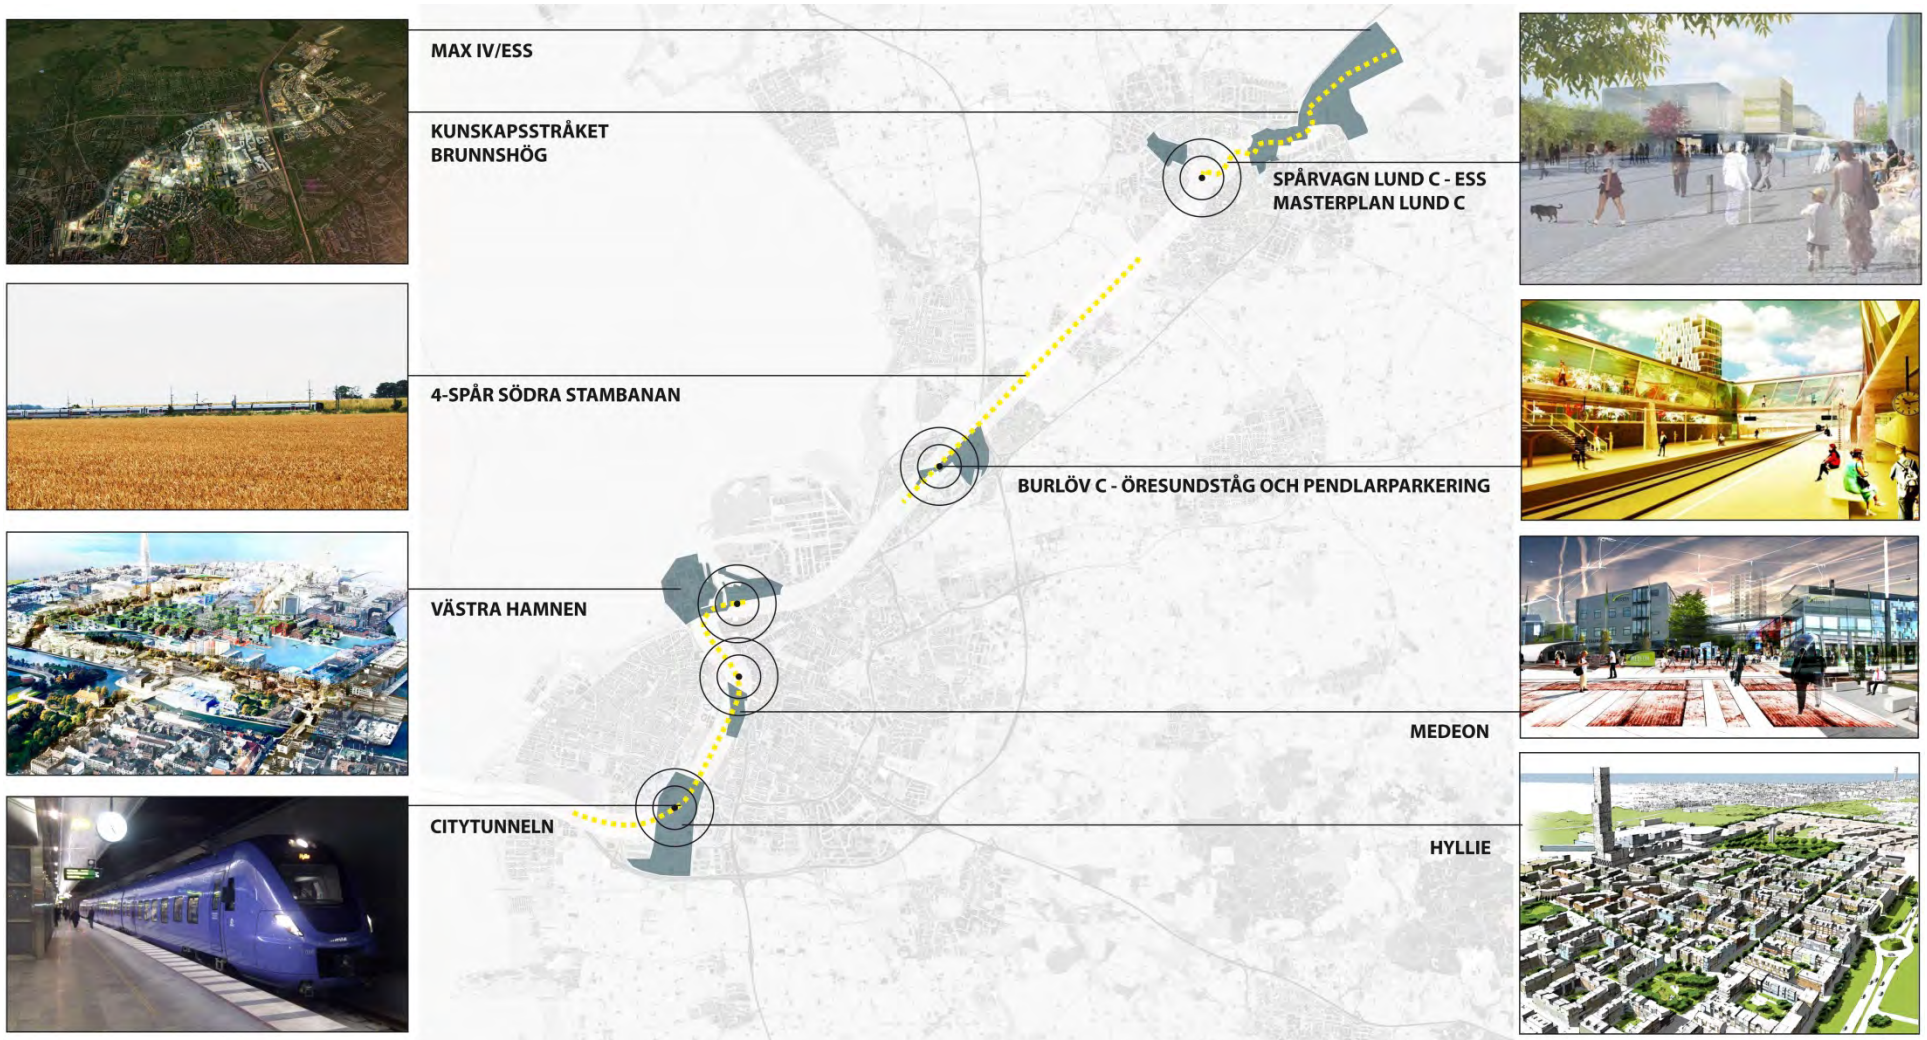 MAX IV/ESS
KUNSKAPSSTRÅKET
BRUNNSHÖG
SPÅRVAGN LUND C - ESS
MASTERPLAN LUND C
4-SPÅR SÖDRA STAMBANAN
BURLÖV C - ÖRESUNDSTÅG OCH PENDLARPARKERING
VÄSTRA HAMNEN
MEDEON
CITYTUNNELN
HYLLIE